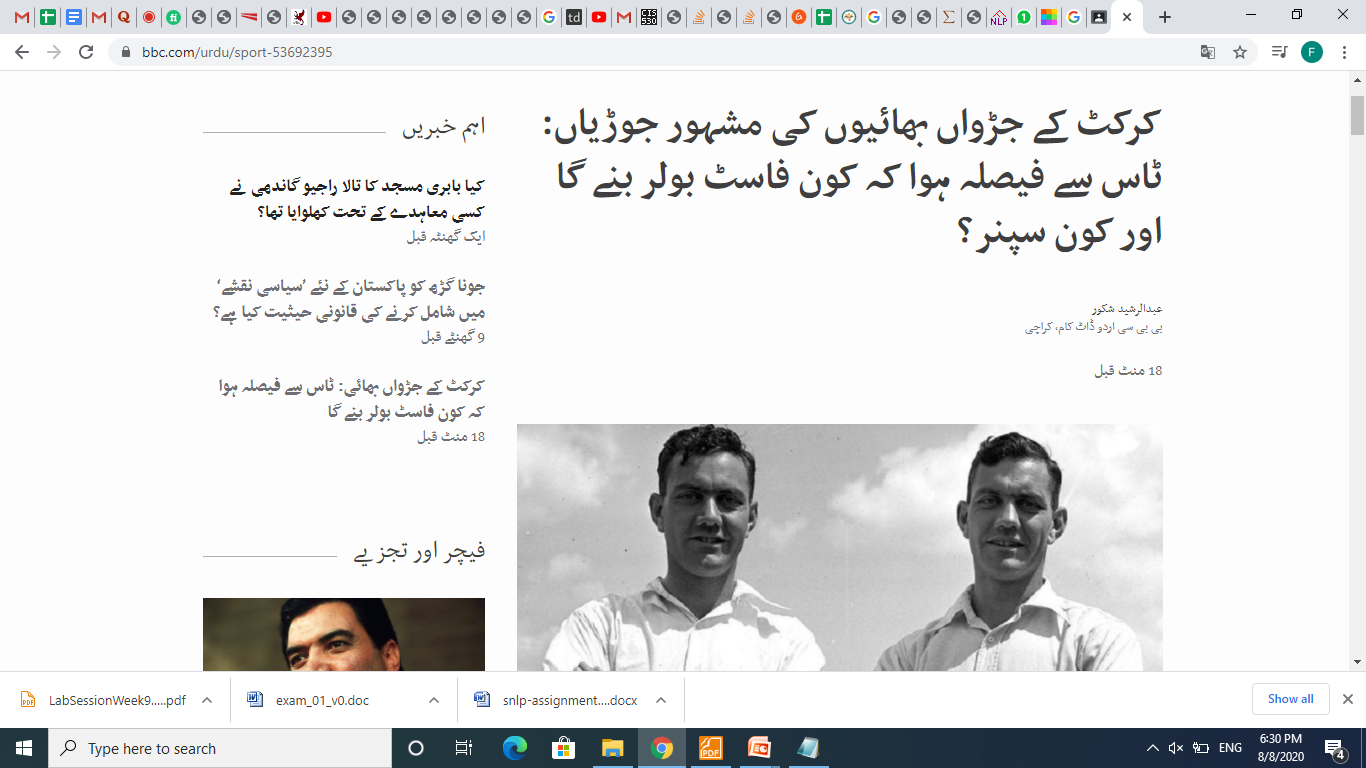 bbc.com/urdu/sport-53692395
F
کرکٹ کے جڑواں بھائیوں کی مشہور جوڑیاں:
ٹاس سے فیصلہ ہوا کہ کون فاسٹ بولر بنے گا
اور کون سپنر؟
عبدالرشید شکور
بی بی سی اردو ڈاٹ کام، کراچی
18 منٹ قبل
اہم خبریں
کیا بابری مسجد کا تالا راجیو گاندھی نے
کسی معاہدے کے تحت کھلوایا تھا؟
ایک گھنٹہ قبل
جونا گڑھ کو پاکستان کے نئے ’سیاسی نقشے‘
میں شامل کرنے کی قانونی حیثیت کیا ہے؟
9 گھنٹے قبل
کرکٹ کے جڑواں بھائی: ٹاس سے فیصلہ ہوا
کہ کون فاسٹ بولر بنے گا
18 منٹ قبل
فیچر اور تجزیے
LabSessionWeek9.....pdf
exam_01_v0.doc
snlp-assignment....docx
Show all
Type here to search
ENG
6:30 PM
8/8/2020
4